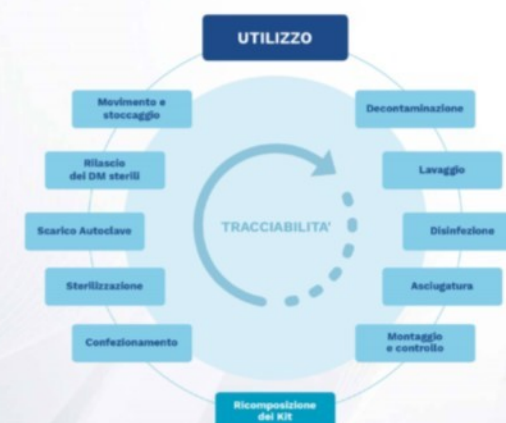 UTILIZZO
Decontaminazione
Lavaggio
Disinfezione
Asciugatura
Montaggio
e controllo
Ricomposizione
dei Kit
Confezionamento
Sterilizzazione
Scarico Autoclave
Rilascio
dei DM sterili
Movimento e
stoccaggio
TRACCIABILITA'